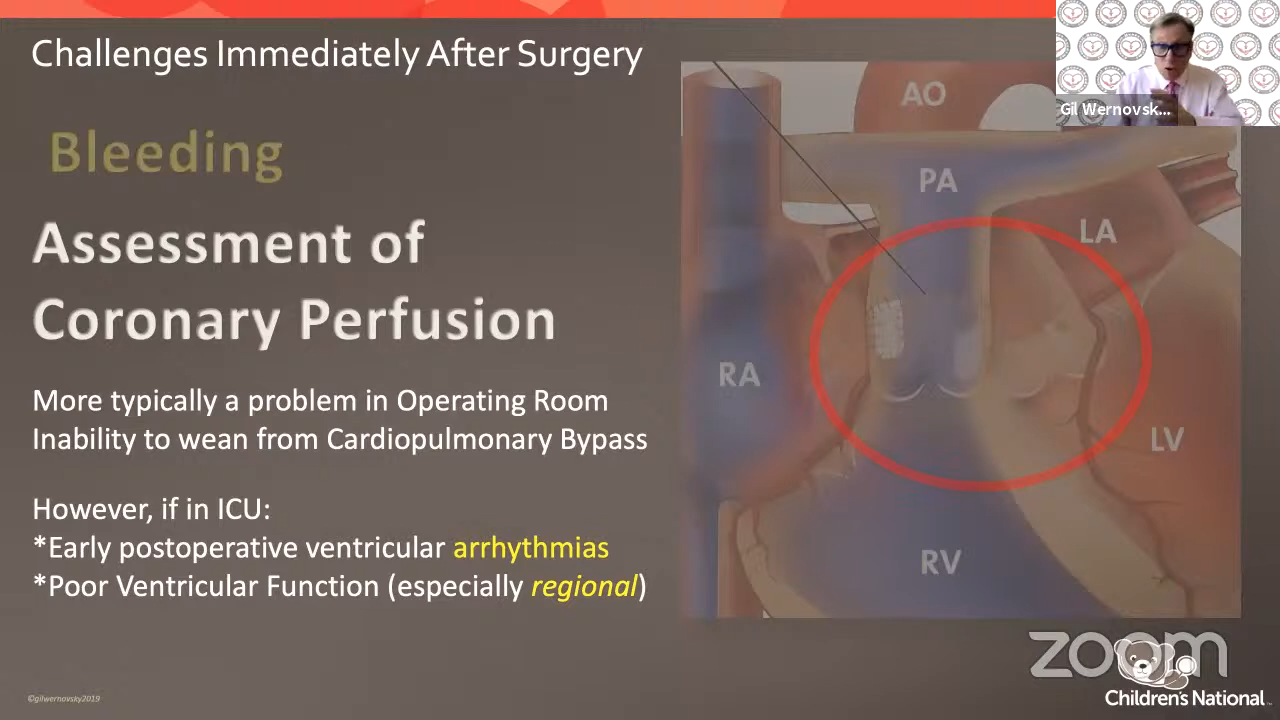 Challenges Immediately After Surgery
Bleeding
Assessment of
Coronary Perfusion
More typically a problem in Operating Room
Inability to wean from Cardiopulmonary Bypass
However, if in ICU:
*Early postoperative ventricular arrhythmias
*Poor Ventricular Function (especially regional)
AO
PA
LA
RA
LV
RV
Gil Wernovsk...
zoom
Children's National
©gilwernovsky2019